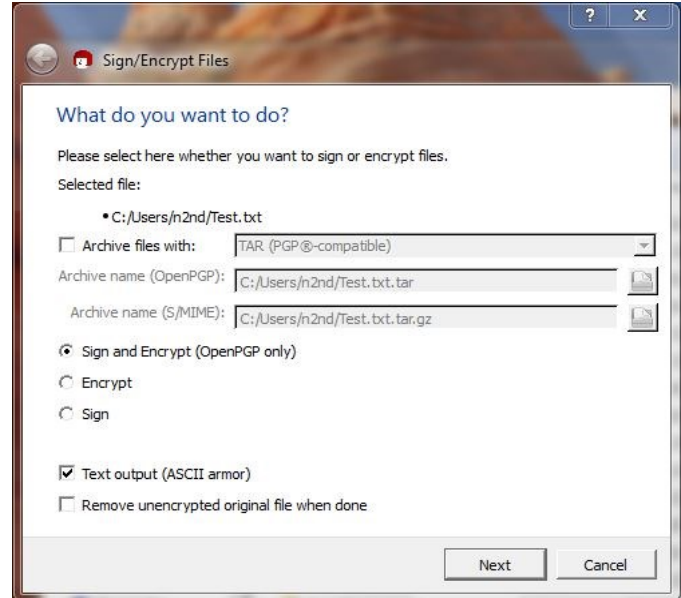 ? X
Sign/Encrypt Files
What do you want to do?
Please select here whether you want to sign or encrypt files.
Selected file:
• C:/Users/n2nd/Test.txt
Archive files with: TAR (PGP®-compatible)
Archive name (OpenPGP): C:/Users/n2nd/Test.txt.tar
Archive name (S/MIME): C:/Users/n2nd/Test.txt.tar.gz
Sign and Encrypt (OpenPGP only)
Encrypt
Sign
Text output (ASCII armor)
Remove unencrypted original file when done
Next Cancel